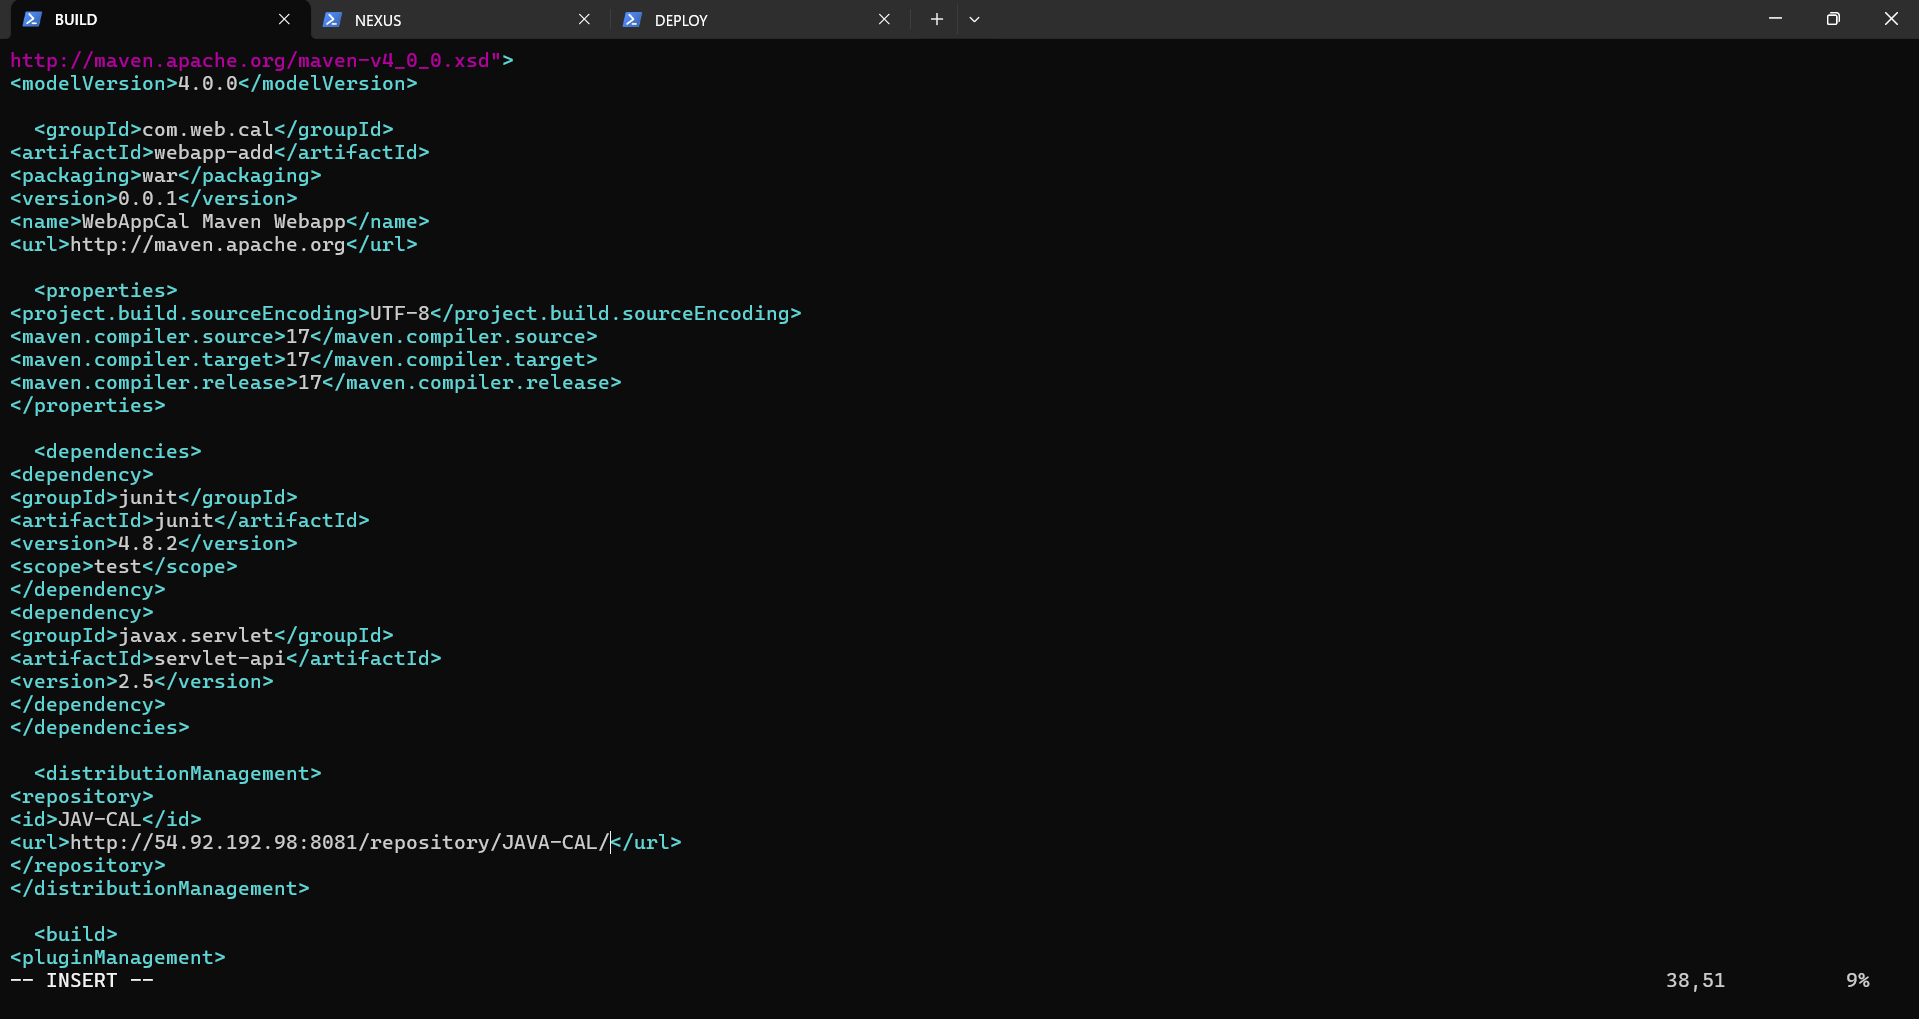 BUILD NEXUS DEPLOY
http://maven.apache.org/maven-v4_0_0.xsd">
<modelVersion>4.0.0</modelVersion>
<groupId>com.web.cal</groupId>
<artifactId>webapp-add</artifactId>
<packaging>war</packaging>
<version>0.0.1</version>
<name>WebAppCal Maven Webapp</name>
<url>http://maven.apache.org</url>
<properties>
<project.build.sourceEncoding>UTF-8</project.build.sourceEncoding>
<maven.compiler.source>17</maven.compiler.source>
<maven.compiler.target>17</maven.compiler.target>
<maven.compiler.release>17</maven.compiler.release>
</properties>
<dependencies>
<dependency>
<groupId>junit</groupId>
<artifactId>junit</artifactId>
<version>4.8.2</version>
<scope>test</scope>
</dependency>
<dependency>
<groupId>javax.servlet</groupId>
<artifactId>servlet-api</artifactId>
<version>2.5</version>
</dependency>
</dependencies>
<distributionManagement>
<repository>
<id>JAV-CAL</id>
<url>http://54.92.192.98:8081/repository/JAVA-CAL/</url>
</repository>
</distributionManagement>
<build>
<pluginManagement>
-- INSERT -- 38,51 9%